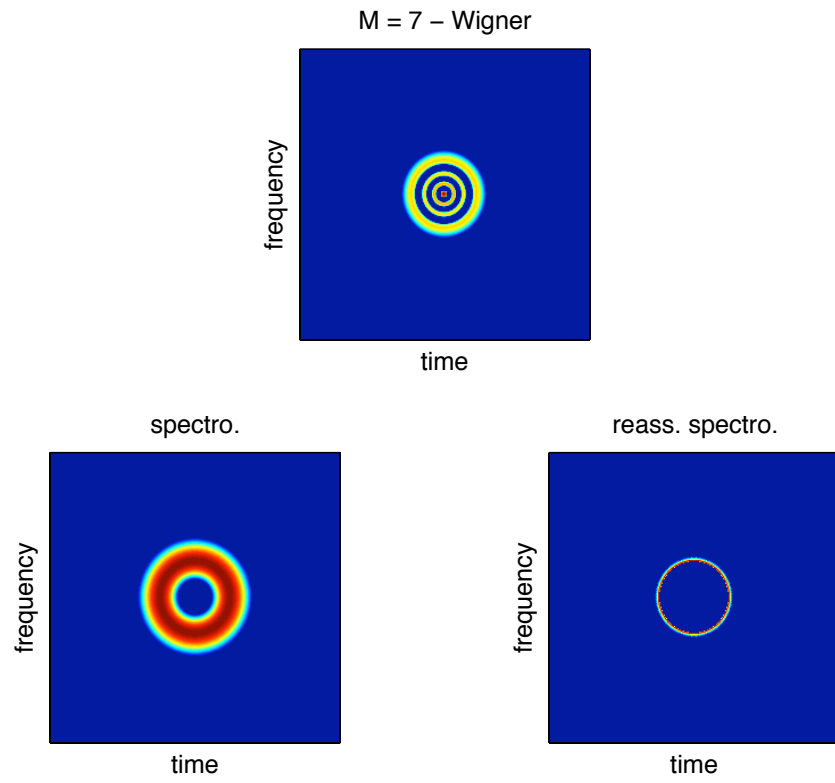 M = 7 – Wigner
frequency
time
spectro.
frequency
time
reass. spectro.
frequency
time